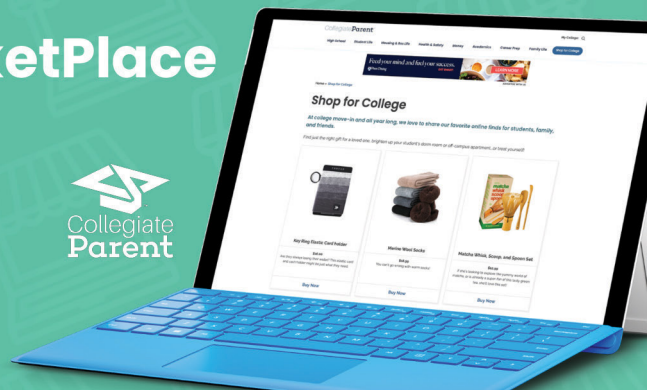 ketPlace
Collegiate
Parent
CollegiateParent
My College
High School Student Life Housing & Res Life Health & Safety Money Academics Career Prep Family Life Shop for College
Feed your mind and fuel your success.
LEARN MORE
Home » Shop for College
Shop for College
At college move-in and all year long, we love to share our favorite online finds for students, family,
and friends.
Find just the right gift for a loved one, brighten up your student's dorm room or off-campus apartment, or treat yourself!
Key Ring Elastic Card Holder
Merino Wool Socks
Matcha Whisk, Scoop, and Spoon Set
You can't go wrong with warm socks!
Buy Now
Buy Now
Buy Now